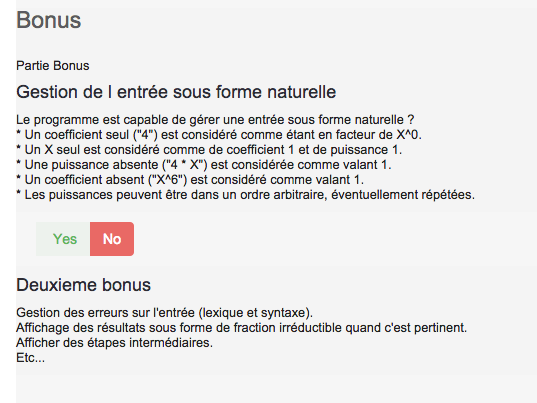 Bonus
Partie Bonus
Gestion de l entrée sous forme naturelle
Le programme est capable de gérer une entrée sous forme naturelle ?
* Un coefficient seul ("4") est considéré comme étant en facteur de X^0.
* Un X seul est considéré comme de coefficient 1 et de puissance 1.
* Une puissance absente ("4 * X") est considérée comme valant 1.
* Un coefficient absent ("X^6") est considéré comme valant 1.
* Les puissances peuvent être dans un ordre arbitraire, éventuellement répétées.
Yes No
Deuxieme bonus
Gestion des erreurs sur l'entrée (lexique et syntaxe).
Affichage des résultats sous forme de fraction irréductible quand c'est pertinent.
Afficher des étapes intermédiaires.
Etc...